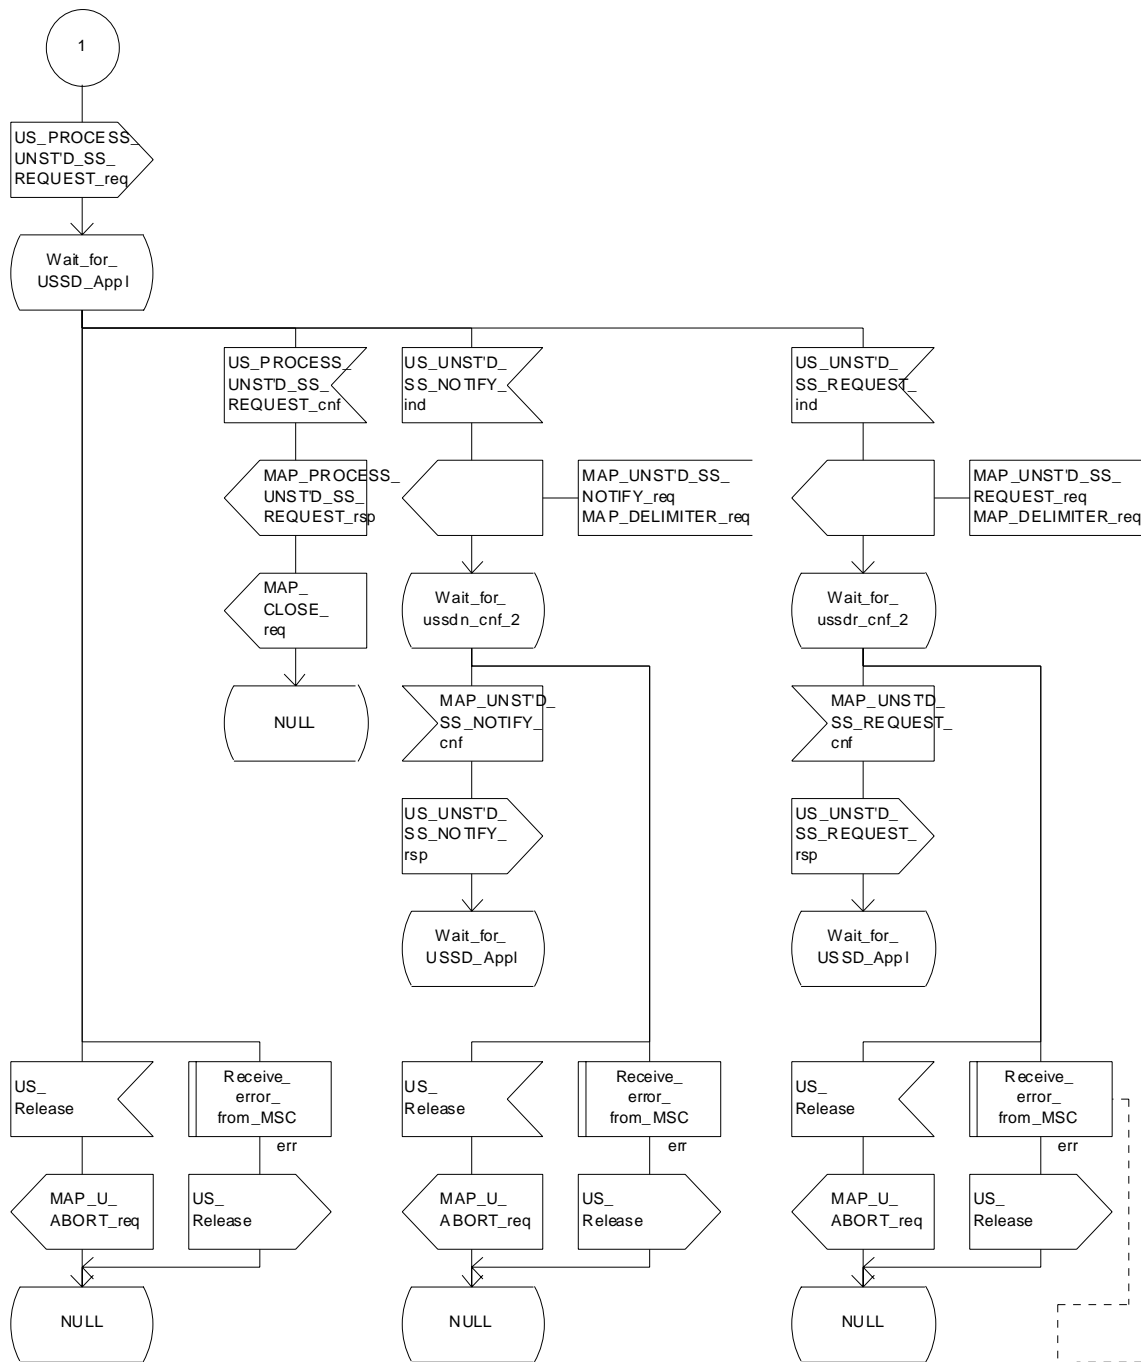 1
US_PROCESS_
UNST'D_SS_
REQUEST_req
Wait_for_
USSD_Appl
US_PROCESS_
UNST'D_SS_
REQUEST_cnf
US_UNST'D_
SS_NOTIFY_
ind
US_UNST'D_
SS_REQUEST_
ind
MAP_PROCESS_
UNST'D_SS_
REQUEST_rsp
MAP_UNST'D_SS_
NOTIFY_req
MAP_DELIMITER_req
MAP_UNST'D_SS_
REQUEST_req
MAP_DELIMITER_req
MAP_
CLOSE_
req
Wait_for_
ussdn_cnf_2
Wait_for_
ussdr_cnf_2
NULL
MAP_UNST'D_
SS_NOTIFY_
cnf
MAP_UNST'D_
SS_REQUEST_
cnf
US_UNST'D_
SS_NOTIFY_
rsp
US_UNST'D_
SS_REQUEST_
rsp
Wait_for_
USSD_Appl
Wait_for_
USSD_Appl
US_
Release
Receive_
error_
from_MSC
err
US_
Release
Receive_
error_
from_MSC
err
US_
Release
Receive_
error_
from_MSC
err
MAP_U_
ABORT_req
US_
Release
MAP_U_
ABORT_req
US_
Release
MAP_U_
ABORT_req
US_
Release
NULL
NULL
NULL